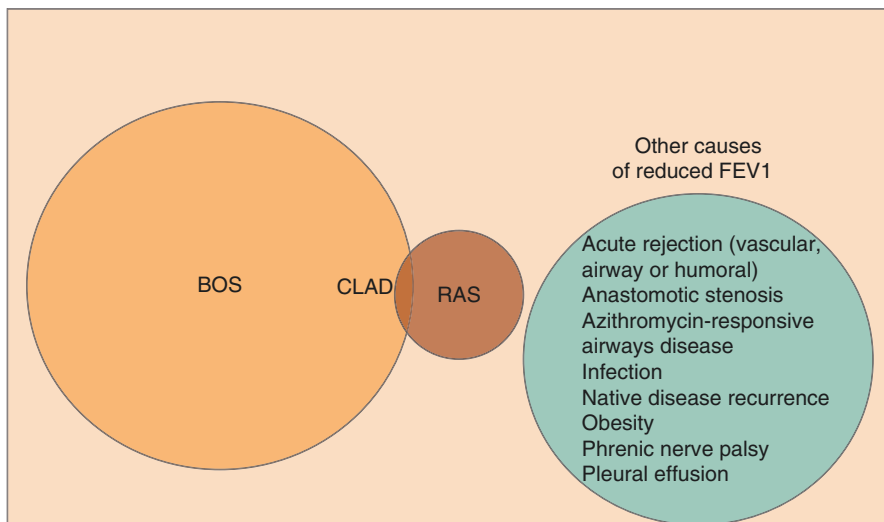 Other causes
of reduced FEV1
BOS
CLAD
RAS
Acute rejection (vascular,
airway or humoral)
Anastomotic stenosis
Azithromycin-responsive
airways disease
Infection
Native disease recurrence
Obesity
Phrenic nerve palsy
Pleural effusion